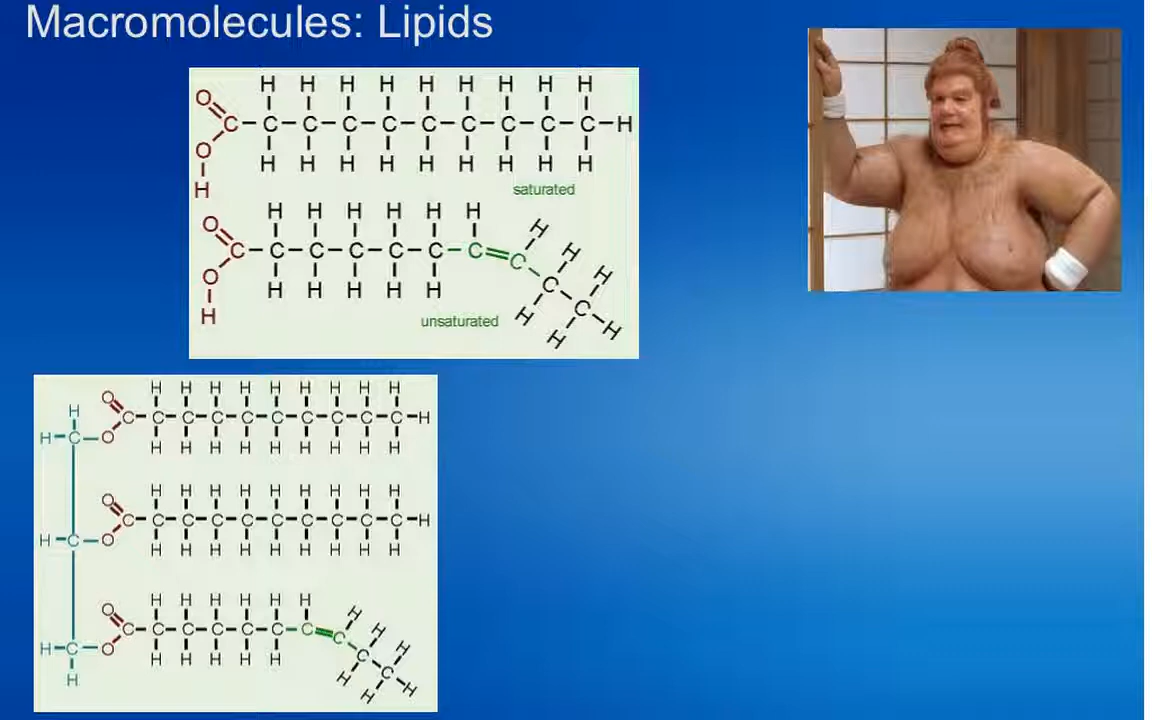 Macromolecules: Lipids
H H H H H H H H H
O
C C C C C C C C C C H
O
H H H H H H H H H
H
saturated
H H H H H H
O H
C C C C C C C H
C
O H
C
H H H H H
C
H H
unsaturated H
H
H H H H H H H H H
O
H
C C C C C C C C C C H
H C O
H H H H H H H H H
H H H H H H H H H
O
C C C C C C C C C C H
H C O
H H H H H H H H H
H H H H H H
O H
C C C C C C C H
C
H C O H
C
H H H H H
C
H H
H
H